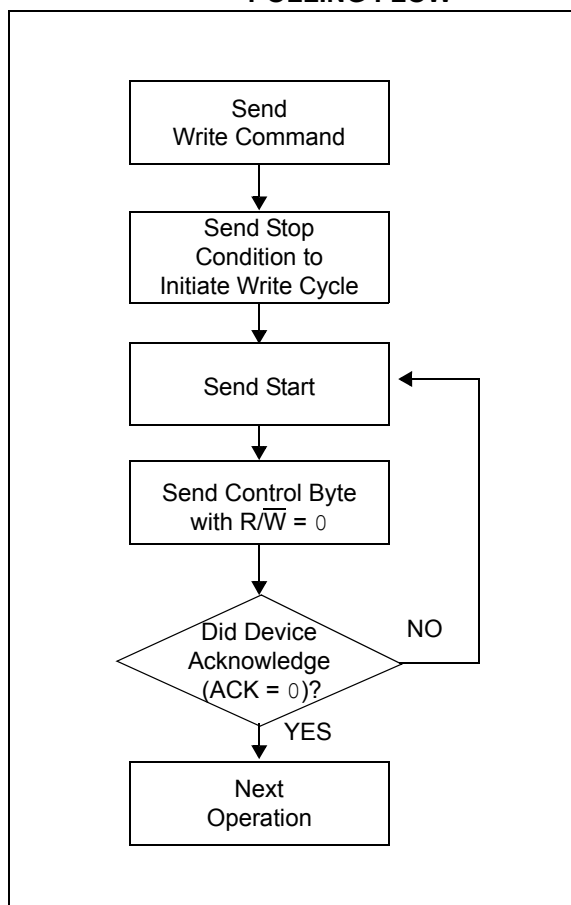 POLLING FLOW
Send
Write Command
Send Stop
Condition to
Initiate Write Cycle
Send Start
Send Control Byte
with R/W̅ = 0
Did Device
Acknowledge
(ACK = 0)?
NO
YES
Next
Operation